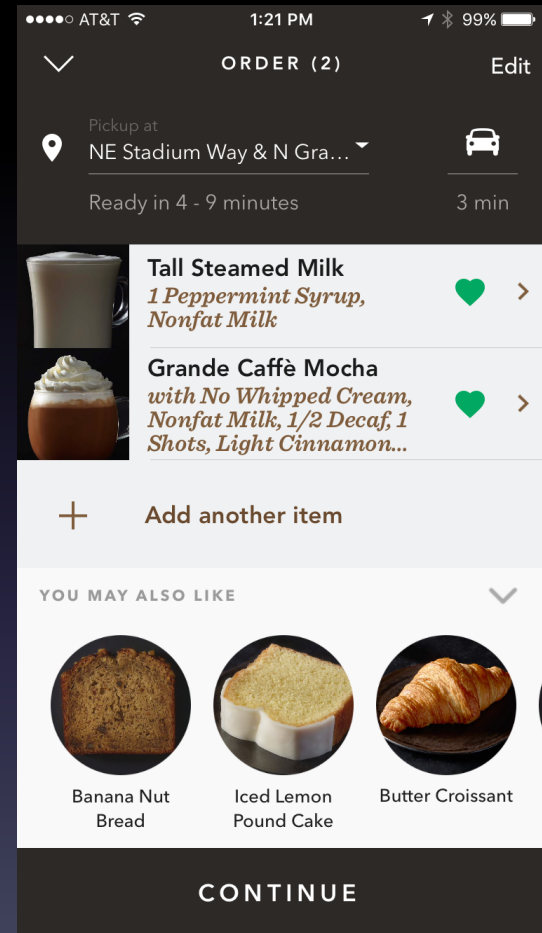 AT&T 1:21 PM 99%
ORDER (2) Edit
Pickup at
NE Stadium Way & N Gra...
Ready in 4 - 9 minutes 3 min
Tall Steamed Milk
1 Peppermint Syrup,
Nonfat Milk
Grande Caffè Mocha
with No Whipped Cream,
Nonfat Milk, 1/2 Decaf, 1
Shots, Light Cinnamon...
Add another item
YOU MAY ALSO LIKE
Banana Nut
Bread
Iced Lemon
Pound Cake
Butter Croissant
CONTINUE